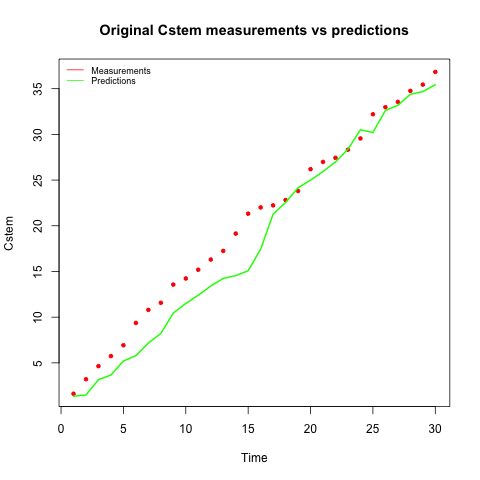 Original Cstem measurements vs predictions
Measurements
Predictions
35
30
25
20
15
10
5
Cstem
0 5 10 15 20 25 30
Time